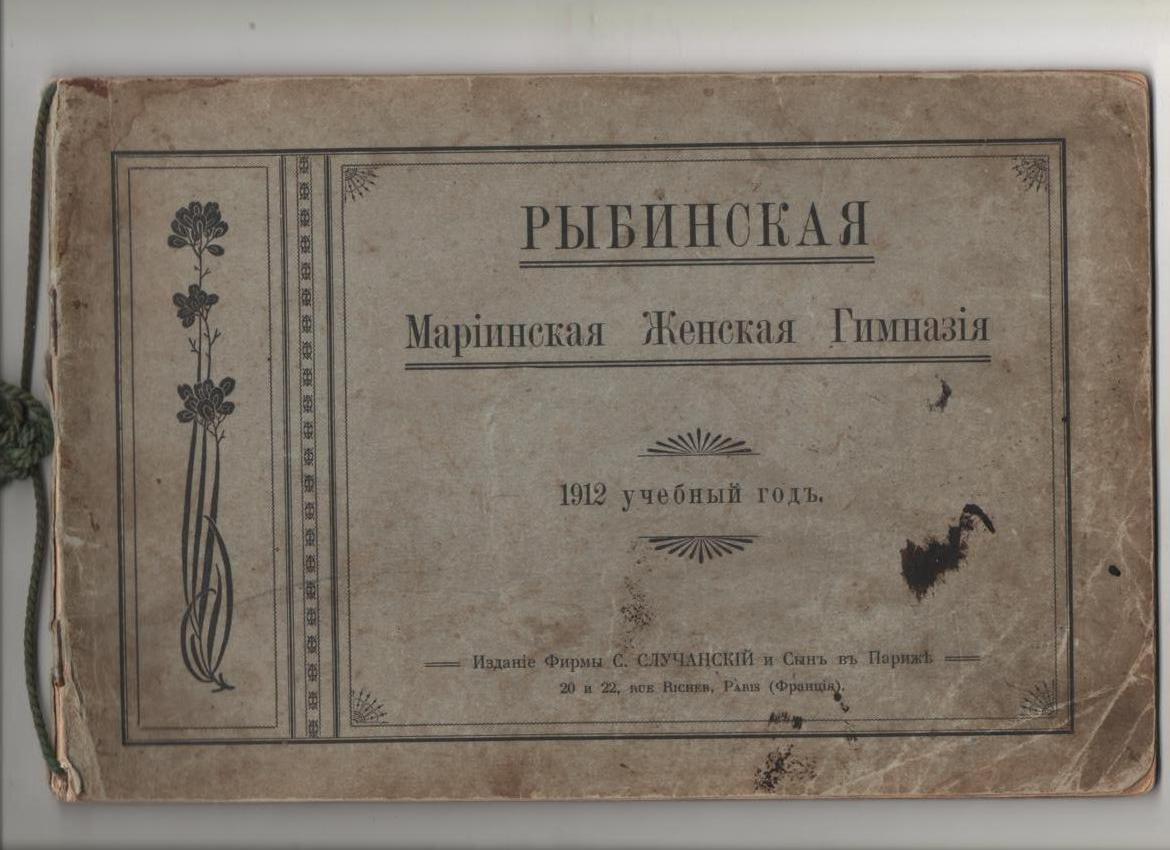 РЫБИНСКАЯ
Маріинская Женская Гимназія
1912 учебный годъ.
Изданіе Фирмы С. СЛУЧАНСКІЙ и Сынъ въ Парижѣ
20 и 22, RUE RICHER, PARIS (Франція).